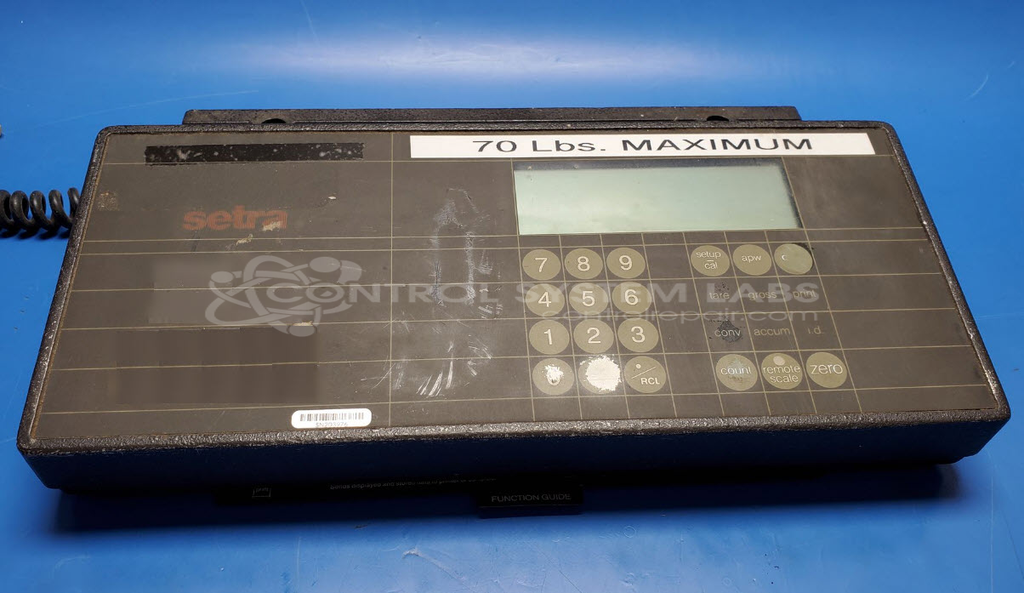 70 Lbs. MAXIMUM
setra
7 8 9
setup cal apw
CONTROL SYSTEM LABS
4 5 6
tare gross print
1 2 3
conv accum i.d.
RCL
count remote scale zero
FUNCTION GUIDE